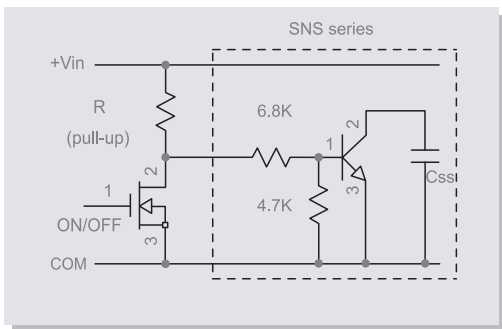 SNS series
+Vin
R
(pull-up)
6.8K
2
1
2
1
4.7K
3
Css
ON/OFF
3
COM